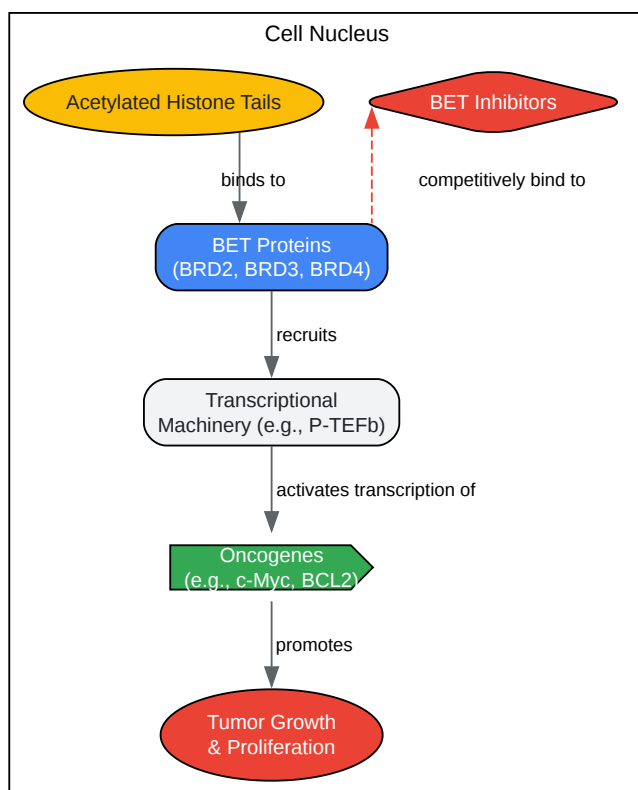 Cell Nucleus
Acetylated Histone Tails
BET Inhibitors
binds to
competitively bind to
BET Proteins
(BRD2, BRD3, BRD4)
recruits
Transcriptional
Machinery (e.g., P-TEFb)
activates transcription of
Oncogenes
(e.g., c-Myc, BCL2)
promotes
Tumor Growth
& Proliferation